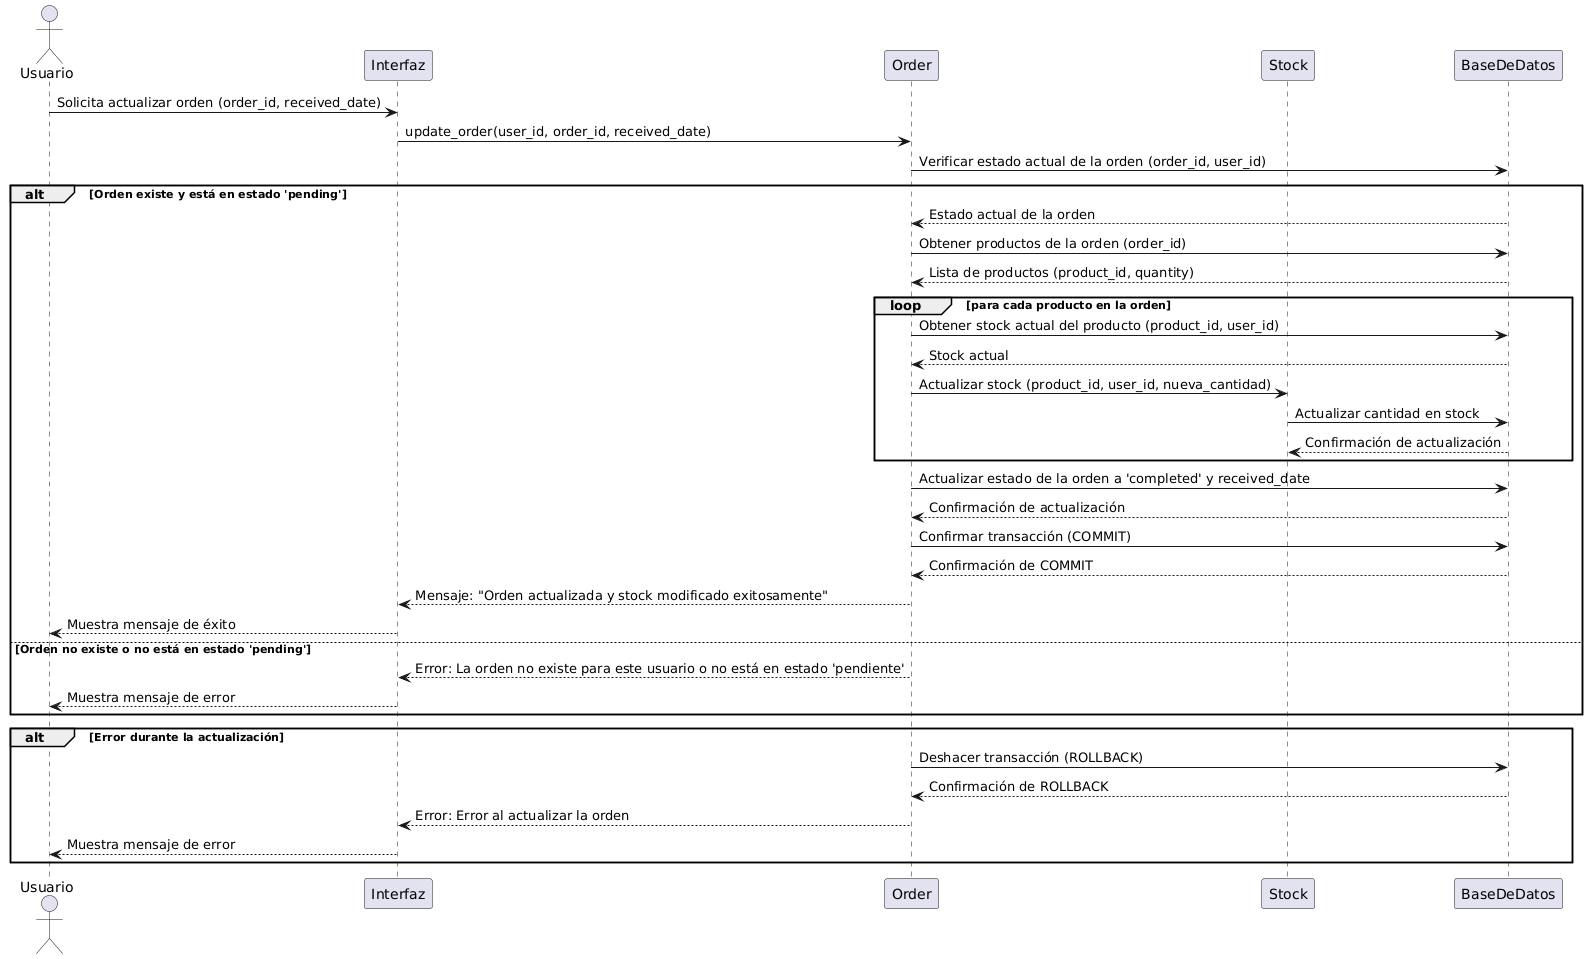 Usuario
Interfaz
Order
Stock
BaseDeDatos
Solicita actualizar orden (order_id, received_date)
update_order(user_id, order_id, received_date)
Verificar estado actual de la orden (order_id, user_id)
alt [Orden existe y está en estado 'pending']
Estado actual de la orden
Obtener productos de la orden (order_id)
Lista de productos (product_id, quantity)
loop [para cada producto en la orden]
Obtener stock actual del producto (product_id, user_id)
Stock actual
Actualizar stock (product_id, user_id, nueva_cantidad)
Actualizar cantidad en stock
Confirmación de actualización
Actualizar estado de la orden a 'completed' y received_date
Confirmación de actualización
Confirmar transacción (COMMIT)
Confirmación de COMMIT
Mensaje: "Orden actualizada y stock modificado exitosamente"
Muestra mensaje de éxito
[Orden no existe o no está en estado 'pending']
Error: La orden no existe para este usuario o no está en estado 'pendiente'
Muestra mensaje de error
alt [Error durante la actualización]
Deshacer transacción (ROLLBACK)
Confirmación de ROLLBACK
Error: Error al actualizar la orden
Muestra mensaje de error
Usuario
Interfaz
Order
Stock
BaseDeDatos